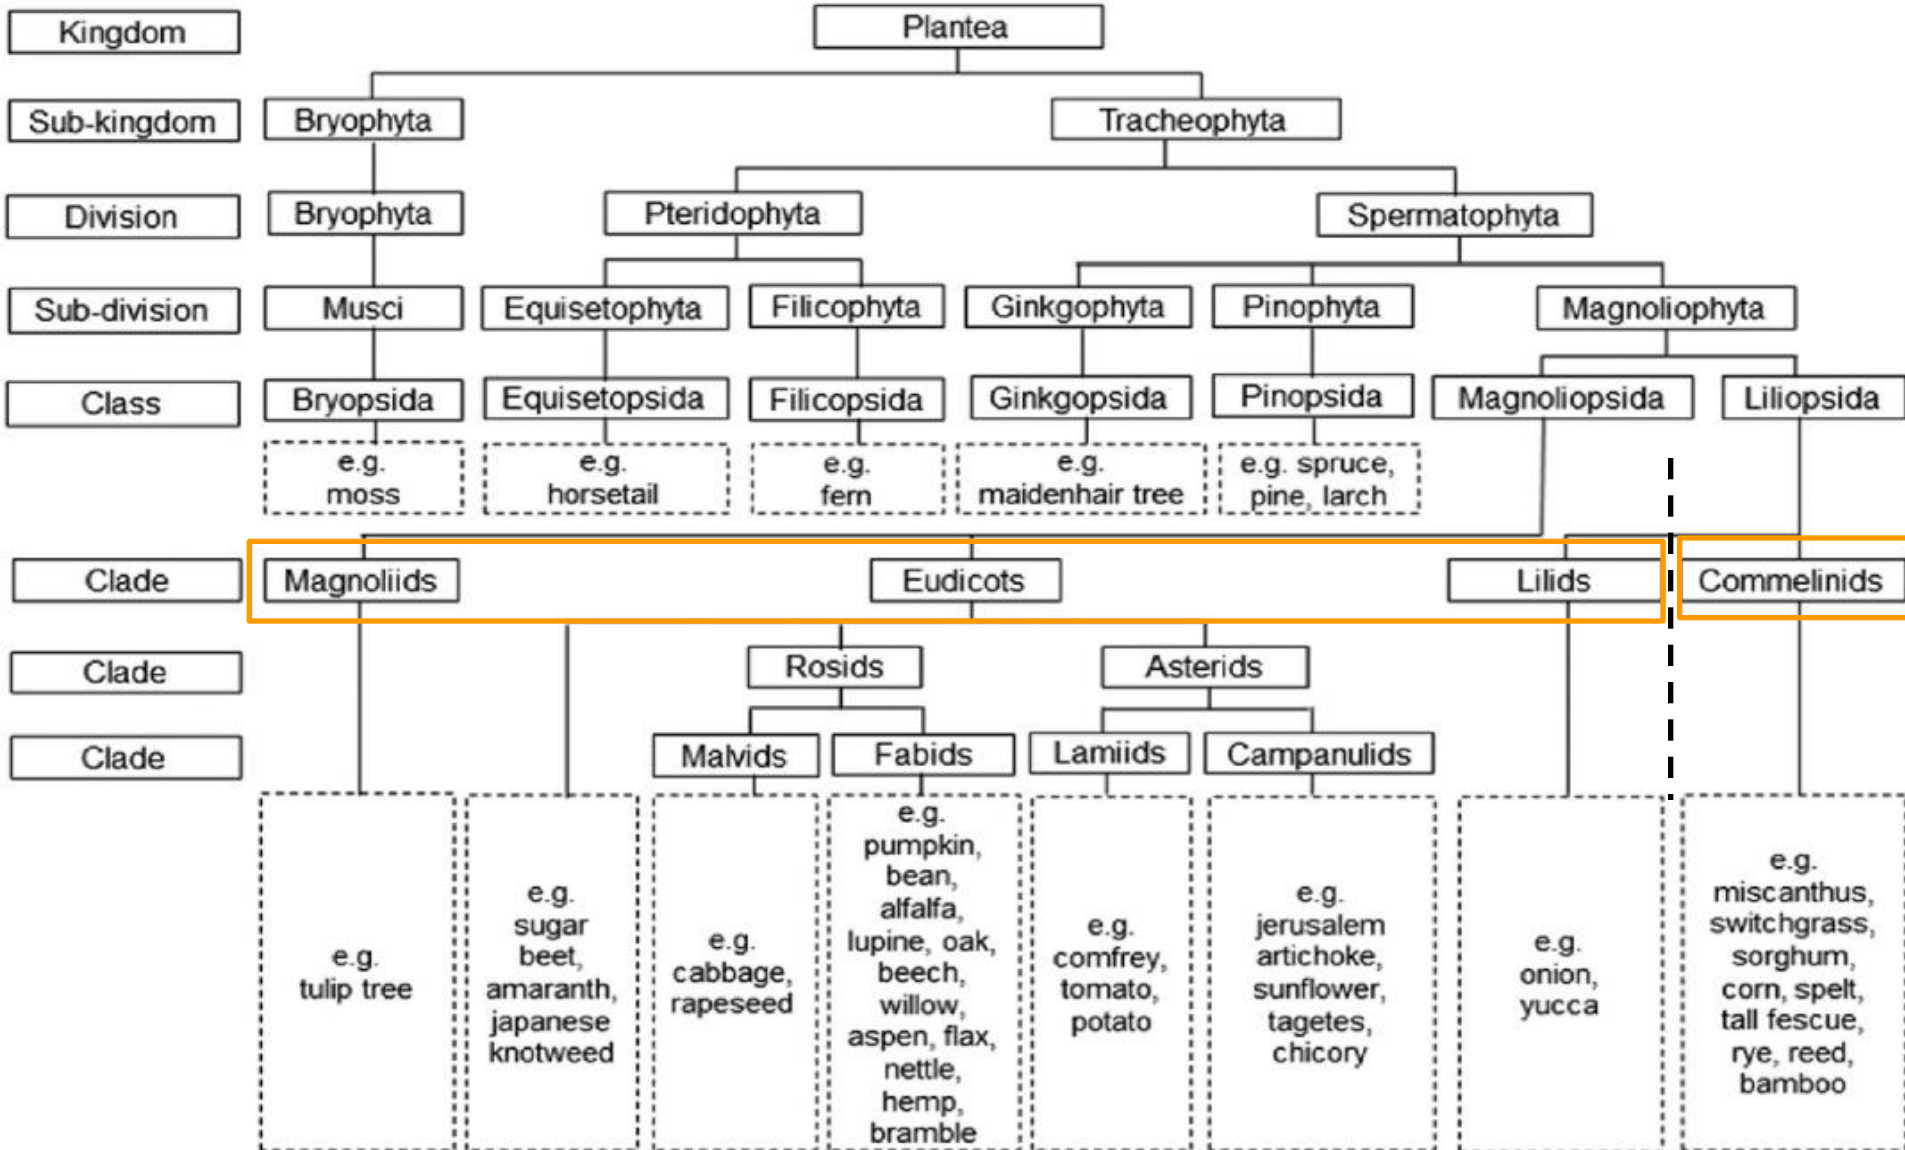 Kingdom
Plantea
Sub-kingdom
Bryophyta
Tracheophyta
Division
Bryophyta
Pteridophyta
Spermatophyta
Sub-division
Musci
Equisetophyta
Filicophyta
Ginkgophyta
Pinophyta
Magnoliophyta
Class
Bryopsida
Equisetopsida
Filicopsida
Ginkgopsida
Pinopsida
Magnoliopsida
Liliopsida
e.g.
moss
e.g.
horsetail
e.g.
fern
e.g.
maidenhair tree
e.g. spruce,
pine, larch
Clade
Magnoliids
Eudicots
Lilids
Commelinids
Clade
Rosids
Asterids
Clade
Malvids
Fabids
Lamiids
Campanulids
e.g.
tulip tree
e.g.
sugar
beet,
amaranth,
japanese
knotweed
e.g.
cabbage,
rapeseed
e.g.
pumpkin,
bean,
alfalfa,
lupine, oak,
beech,
willow,
aspen, flax,
nettle,
hemp,
bramble
e.g.
comfrey,
tomato,
potato
e.g.
jerusalem
artichoke,
sunflower,
tagetes,
chicory
e.g.
onion,
yucca
e.g.
miscanthus,
switchgrass,
sorghum,
corn, spelt,
tall fescue,
rye, reed,
bamboo